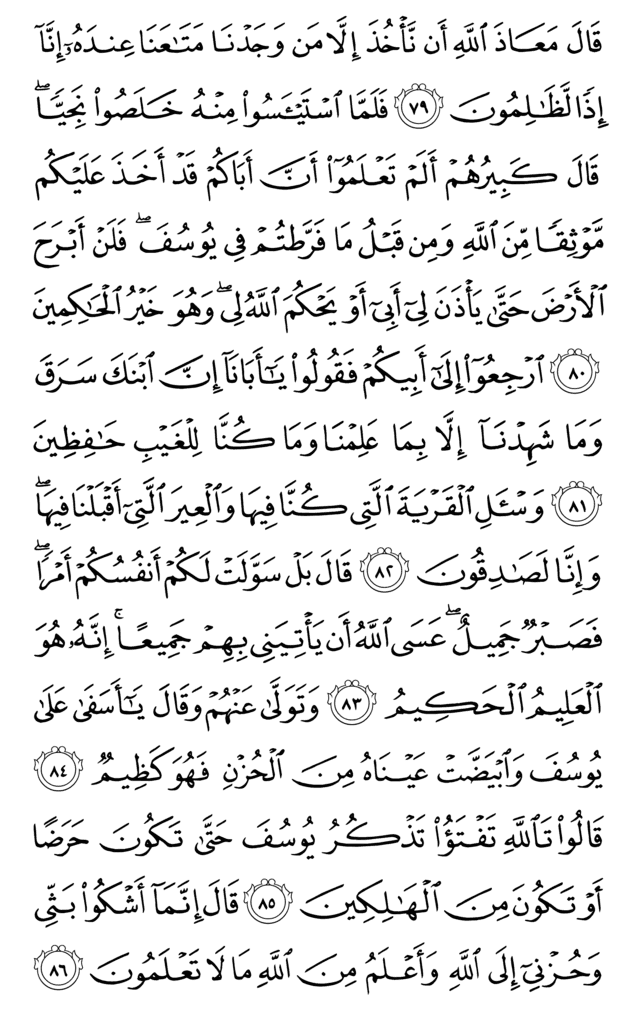 قَالَ مَعَاذَ ٱللَّهِ أَن نَّأْخُذَ إِلَّا مَن وَجَدْنَا مَتَٰعَنَا عِندَهُۥٓ إِنَّآ
إِذًا لَّظَٰلِمُونَ ۝٧٩ فَلَمَّا ٱسْتَيْـَٔسُوا۟ مِنْهُ خَلَصُوا۟ نَجِيًّا ۖ
قَالَ كَبِيرُهُمْ أَلَمْ تَعْلَمُوٓا۟ أَنَّ أَبَاكُمْ قَدْ أَخَذَ عَلَيْكُم
مَّوْثِقًا مِّنَ ٱللَّهِ وَمِن قَبْلُ مَا فَرَّطتُمْ فِى يُوسُفَ ۖ فَلَنْ أَبْرَحَ
ٱلْأَرْضَ حَتَّىٰ يَأْذَنَ لِىٓ أَبِىٓ أَوْ يَحْكُمَ ٱللَّهُ لِى ۖ وَهُوَ خَيْرُ ٱلْحَٰكِمِينَ
۝٨٠ ٱرْجِعُوٓا۟ إِلَىٰٓ أَبِيكُمْ فَقُولُوا۟ يَٰٓأَبَانَآ إِنَّ ٱبْنَكَ سَرَقَ
وَمَا شَهِدْنَآ إِلَّا بِمَا عَلِمْنَا وَمَا كُنَّا لِلْغَيْبِ حَٰفِظِينَ
۝٨١ وَسْـَٔلِ ٱلْقَرْيَةَ ٱلَّتِى كُنَّا فِيهَا وَٱلْعِيرَ ٱلَّتِىٓ أَقْبَلْنَا فِيهَا ۖ
وَإِنَّا لَصَٰدِقُونَ ۝٨٢ قَالَ بَلْ سَوَّلَتْ لَكُمْ أَنفُسُكُمْ أَمْرًا ۖ
فَصَبْرٌ جَمِيلٌ ۖ عَسَى ٱللَّهُ أَن يَأْتِيَنِى بِهِمْ جَمِيعًا ۚ إِنَّهُۥ هُوَ
ٱلْعَلِيمُ ٱلْحَكِيمُ ۝٨٣ وَتَوَلَّىٰ عَنْهُمْ وَقَالَ يَٰٓأَسَفَىٰ عَلَىٰ
يُوسُفَ وَٱبْيَضَّتْ عَيْنَاهُ مِنَ ٱلْحُزْنِ فَهُوَ كَظِيمٌ ۝٨٤
قَالُوا۟ تَٱللَّهِ تَفْتَؤُا۟ تَذْكُرُ يُوسُفَ حَتَّىٰ تَكُونَ حَرَضًا
أَوْ تَكُونَ مِنَ ٱلْهَٰلِكِينَ ۝٨٥ قَالَ إِنَّمَآ أَشْكُوا۟ بَثِّى
وَحُزْنِىٓ إِلَى ٱللَّهِ وَأَعْلَمُ مِنَ ٱللَّهِ مَا لَا تَعْلَمُونَ ۝٨٦